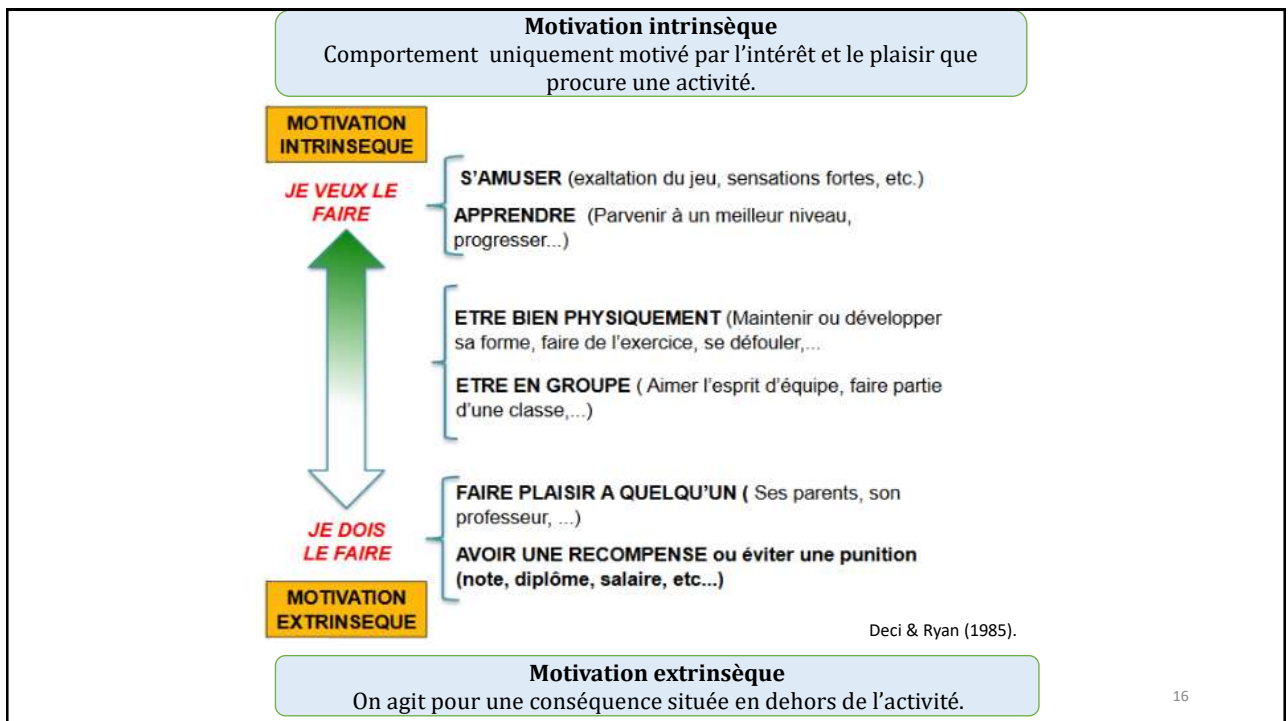 Motivation intrinsèque
Comportement uniquement motivé par l’intérêt et le plaisir que
procure une activité.
MOTIVATION
INTRINSEQUE
JE VEUX LE
FAIRE
S’AMUSER (exaltation du jeu, sensations fortes, etc.)
APPRENDRE (Parvenir à un meilleur niveau,
progresser...)
ETRE BIEN PHYSIQUEMENT (Maintenir ou développer
sa forme, faire de l’exercice, se défouler,...
ETRE EN GROUPE ( Aimer l’esprit d’équipe, faire partie
d’une classe,...)
FAIRE PLAISIR A QUELQU’UN ( Ses parents, son
professeur, ...)
JE DOIS
LE FAIRE
AVOIR UNE RECOMPENSE ou éviter une punition
(note, diplôme, salaire, etc...)
MOTIVATION
EXTRINSEQUE
Deci & Ryan (1985).
Motivation extrinsèque
On agit pour une conséquence située en dehors de l’activité.
16